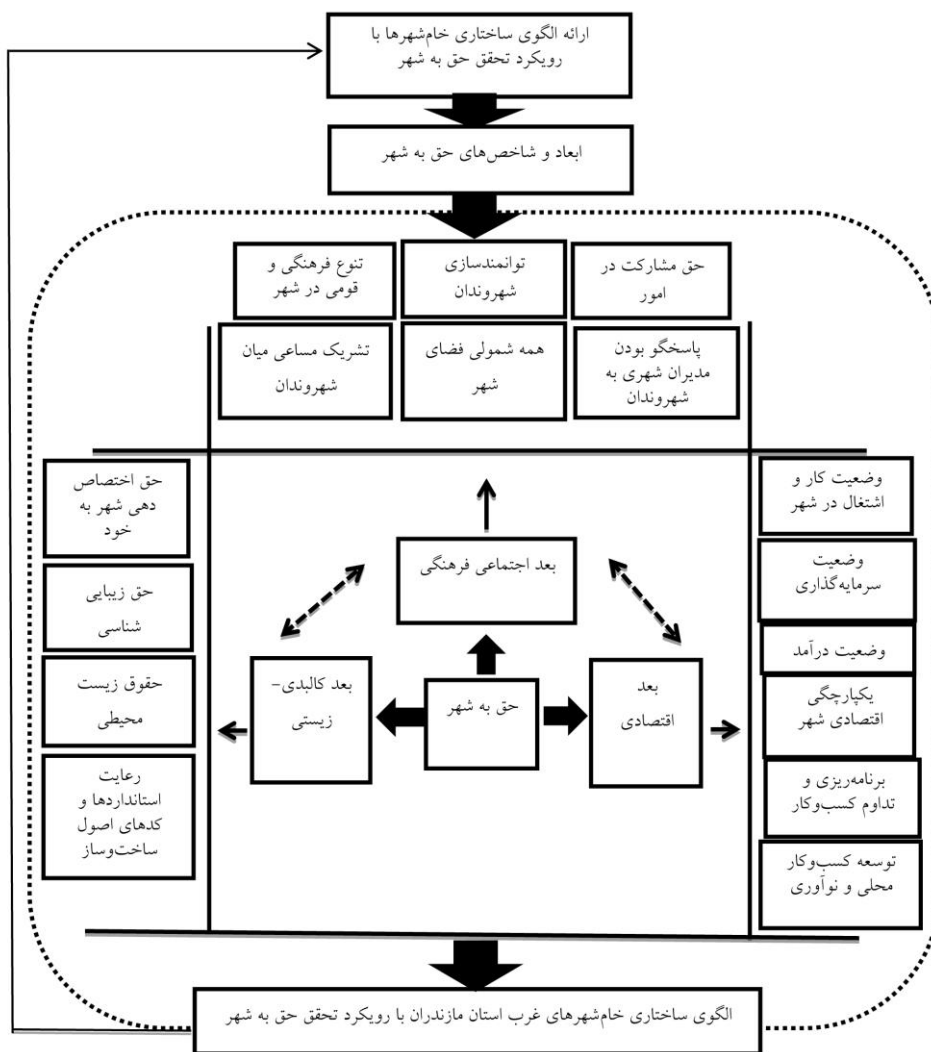 ارائه الگوی ساختاری خام‌شهرها با
رویکرد تحقق حق به شهر
ابعاد و شاخص‌های حق به شهر
حق مشارکت در
امور
توانمندسازی
شهروندان
تنوع فرهنگی و
قومی در شهر
پاسخگو بودن
مدیران شهری به
شهروندان
همه شمولی فضای
شهر
تشریک مساعی میان
شهروندان
وضعیت کار و
اشتغال در شهر
وضعیت
سرمایه‌گذاری
وضعیت درآمد
یکپارچگی
اقتصادی شهر
برنامه‌ریزی و
تداوم کسب‌وکار
توسعه کسب‌وکار
محلی و نوآوری
بعد اجتماعی فرهنگی
بعد
اقتصادی
حق به شهر
بعد کالبدی-
زیستی
حق اختصاص
دهی شهر به
خود
حق زیبایی
شناسی
حقوق زیست
محیطی
رعایت
استانداردها و
کدهای اصول
ساخت‌وساز
الگوی ساختاری خام‌شهرهای غرب استان مازندران با رویکرد تحقق حق به شهر